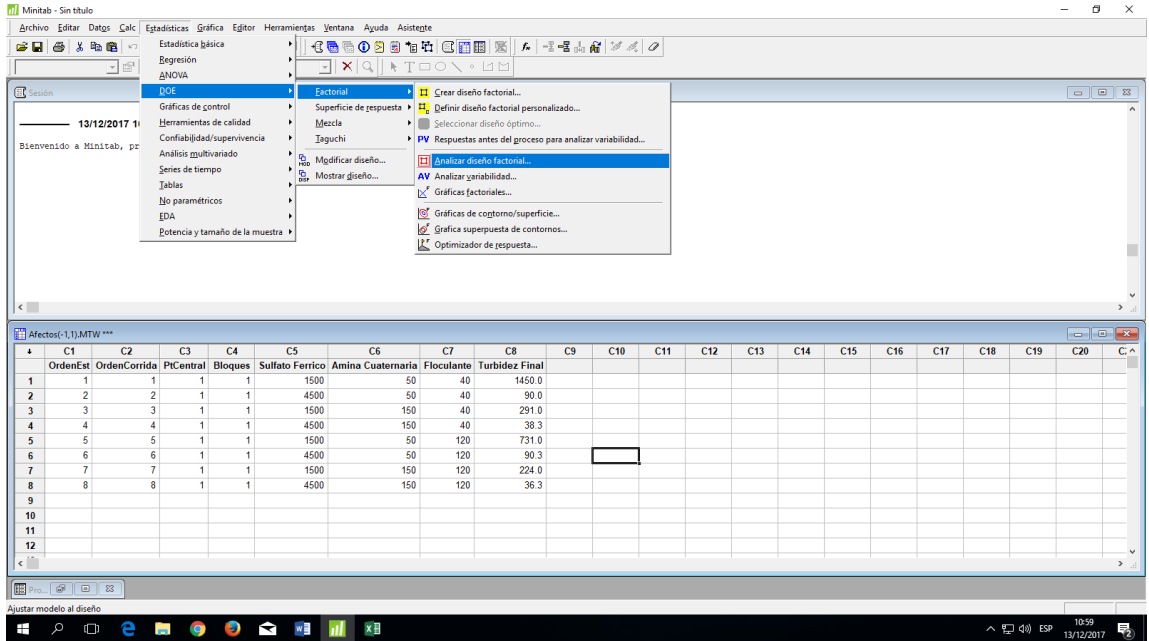 Minitab - Sin título
Archivo Editar Datos Calc Estadísticas Gráfica Editor Herramientas Ventana Ayuda Asistente
Estadística básica
Regresión
ANOVA
DOE
Gráficas de control
Herramientas de calidad
Confiabilidad/supervivencia
Análisis multivariado
Series de tiempo
Tablas
No paramétricos
EDA
Potencia y tamaño de la muestra
Factorial
Superficie de respuesta
Mezcla
Taguchi
MOD Modificar diseño...
DISP Mostrar diseño...
Crear diseño factorial...
Definir diseño factorial personalizado...
Seleccionar diseño óptimo...
PV Respuestas antes del proceso para analizar variabilidad...
Analizar diseño factorial...
AV Analizar variabilidad...
Gráficas factoriales...
Gráficas de contorno/superficie...
Grafica superpuesta de contornos...
Optimizador de respuesta...
Sesión
13/12/2017 1
Bienvenido a Minitab, pr
Afectos(-1,1).MTW ***
C1 C2 C3 C4 C5 C6 C7 C8 C9 C10 C11 C12 C13 C14 C15 C16 C17 C18 C19 C20
OrdenEst OrdenCorrida PtCentral Bloques Sulfato Ferrico Amina Cuaternaria Floculante Turbidez Final
1 1 1 1 1 1500 50 40 1450.0
2 2 2 1 1 4500 50 40 90.0
3 3 3 1 1 1500 150 40 291.0
4 4 4 1 1 4500 150 40 38.3
5 5 5 1 1 1500 50 120 731.0
6 6 6 1 1 4500 50 120 90.3
7 7 7 1 1 1500 150 120 224.0
8 8 8 1 1 4500 150 120 36.3
9
10
11
12
Pro...
Ajustar modelo al diseño
ESP
10:59
13/12/2017